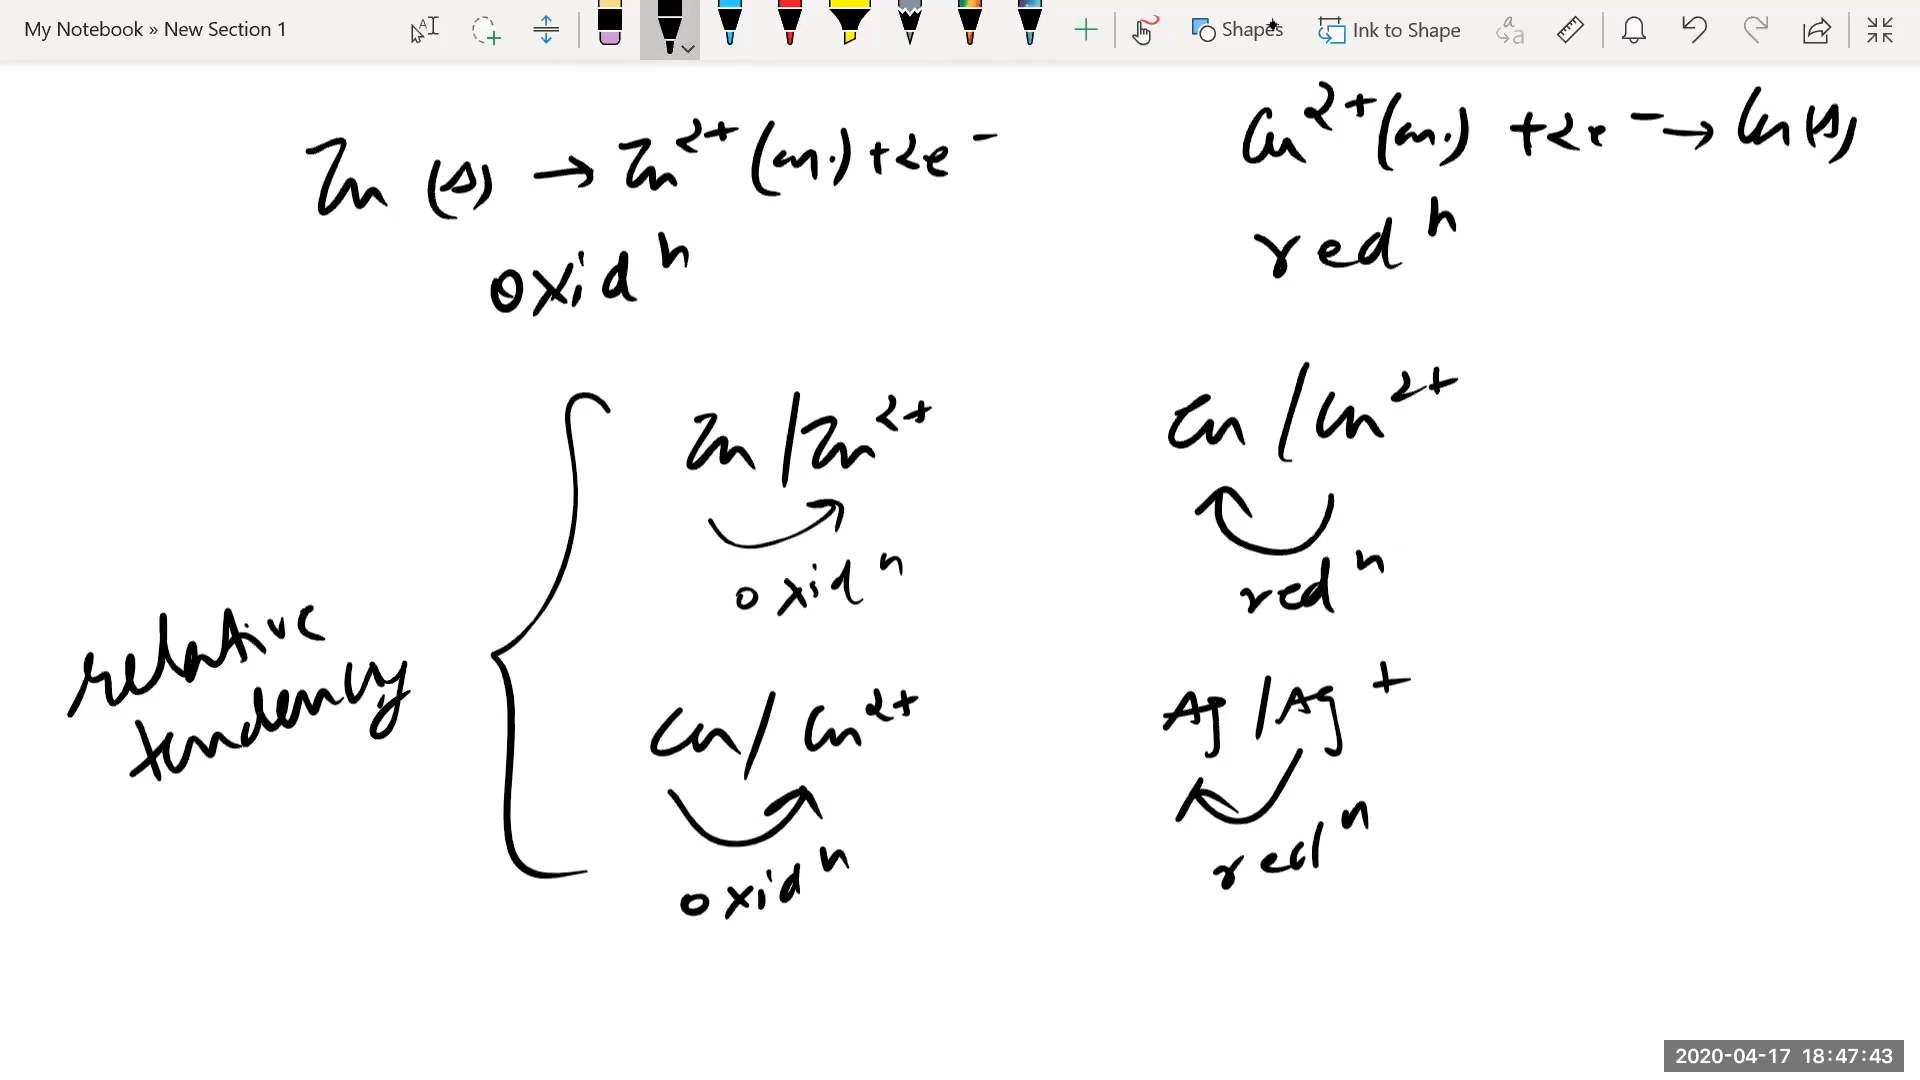 My Notebook » New Section 1
Shapes
Ink to Shape
Zn (s) → Zn²⁺ (aq.) + 2e⁻
Cu²⁺ (aq.) + 2e⁻ → Cu(s)
oxidⁿ
redⁿ
Zn / Zn²⁺
Cu / Cu²⁺
oxidⁿ
redⁿ
relative
tendency
Cu / Cu²⁺
Ag / Ag⁺
oxidⁿ
redⁿ
2020-04-17 18:47:43